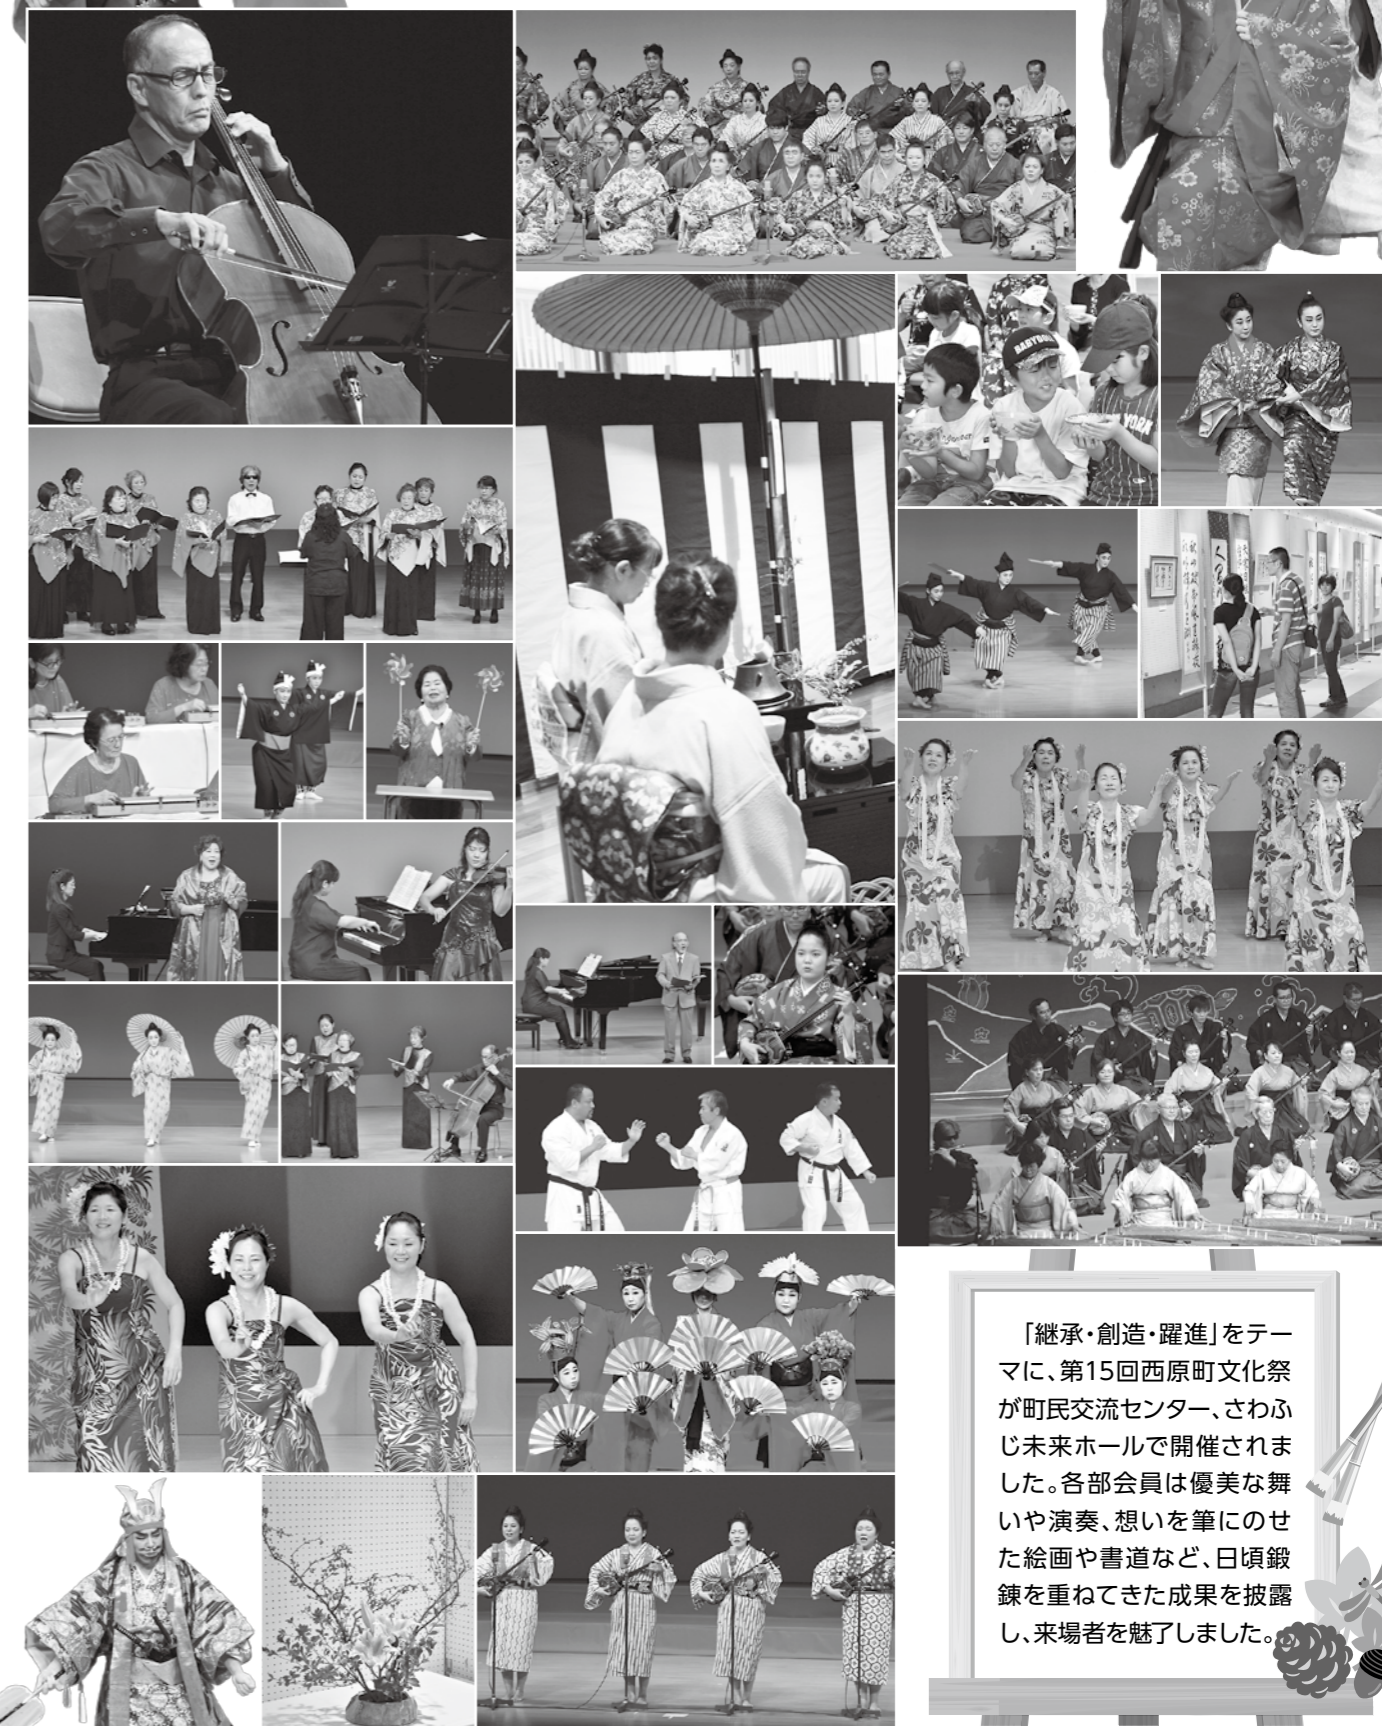 BABYDOLL
YORK
「継承・創造・躍進」をテー
マに、第15回西原町文化祭
が町民交流センター、さわふ
じ未来ホールで開催されま
した。各部会員は優美な舞
いや演奏、想いを筆にのせ
た絵画や書道など、日頃鍛
錬を重ねてきた成果を披露
し、来場者を魅了しました。